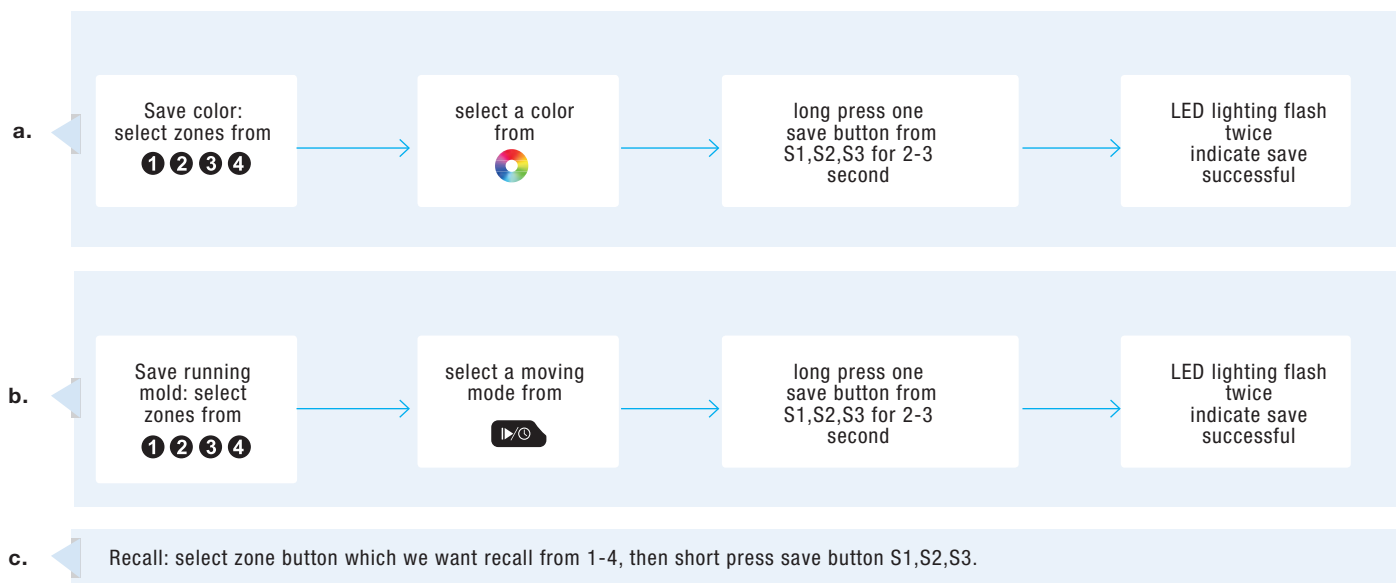 a.
Save color:
select zones from
1 2 3 4
select a color
from
long press one
save button from
S1,S2,S3 for 2-3
second
LED lighting flash
twice
indicate save
successful
b.
Save running
mold: select
zones from
1 2 3 4
select a moving
mode from
long press one
save button from
S1,S2,S3 for 2-3
second
LED lighting flash
twice
indicate save
successful
c.
Recall: select zone button which we want recall from 1-4, then short press save button S1,S2,S3.